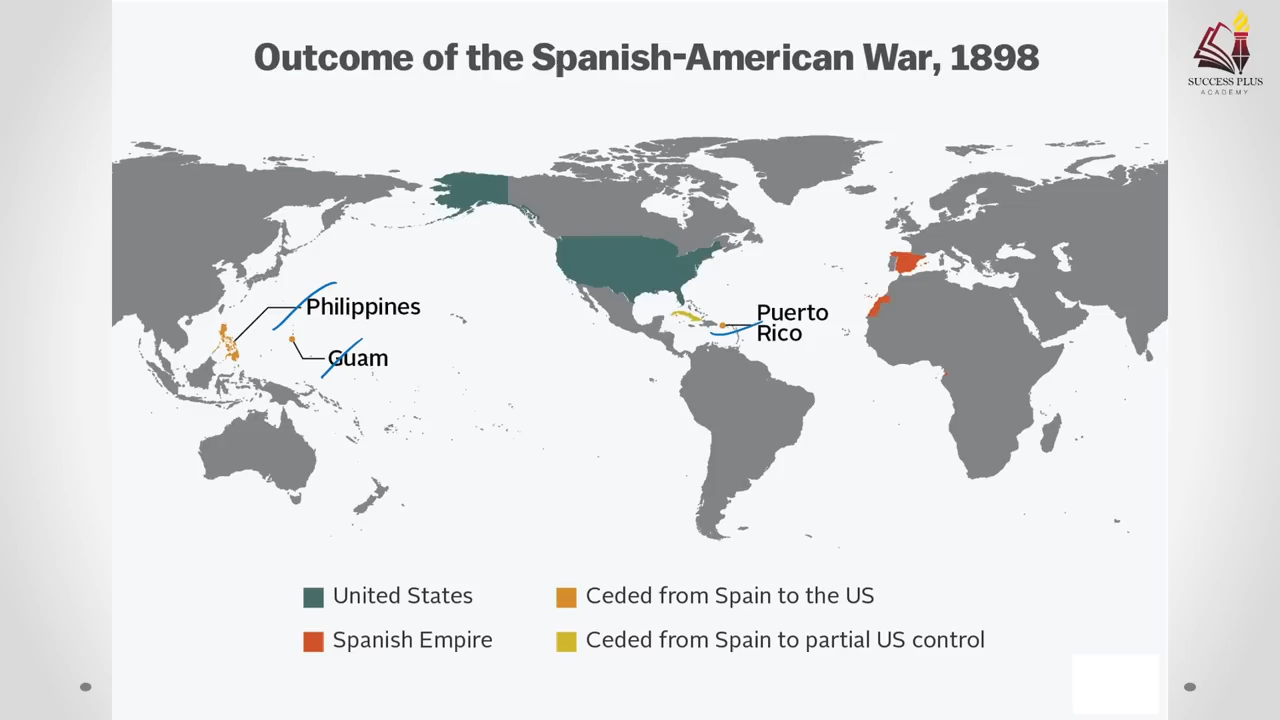 Outcome of the Spanish-American War, 1898
SUCCESS PLUS
ACADEMY
Philippines
Guam
Puerto
Rico
United States
Ceded from Spain to the US
Spanish Empire
Ceded from Spain to partial US control